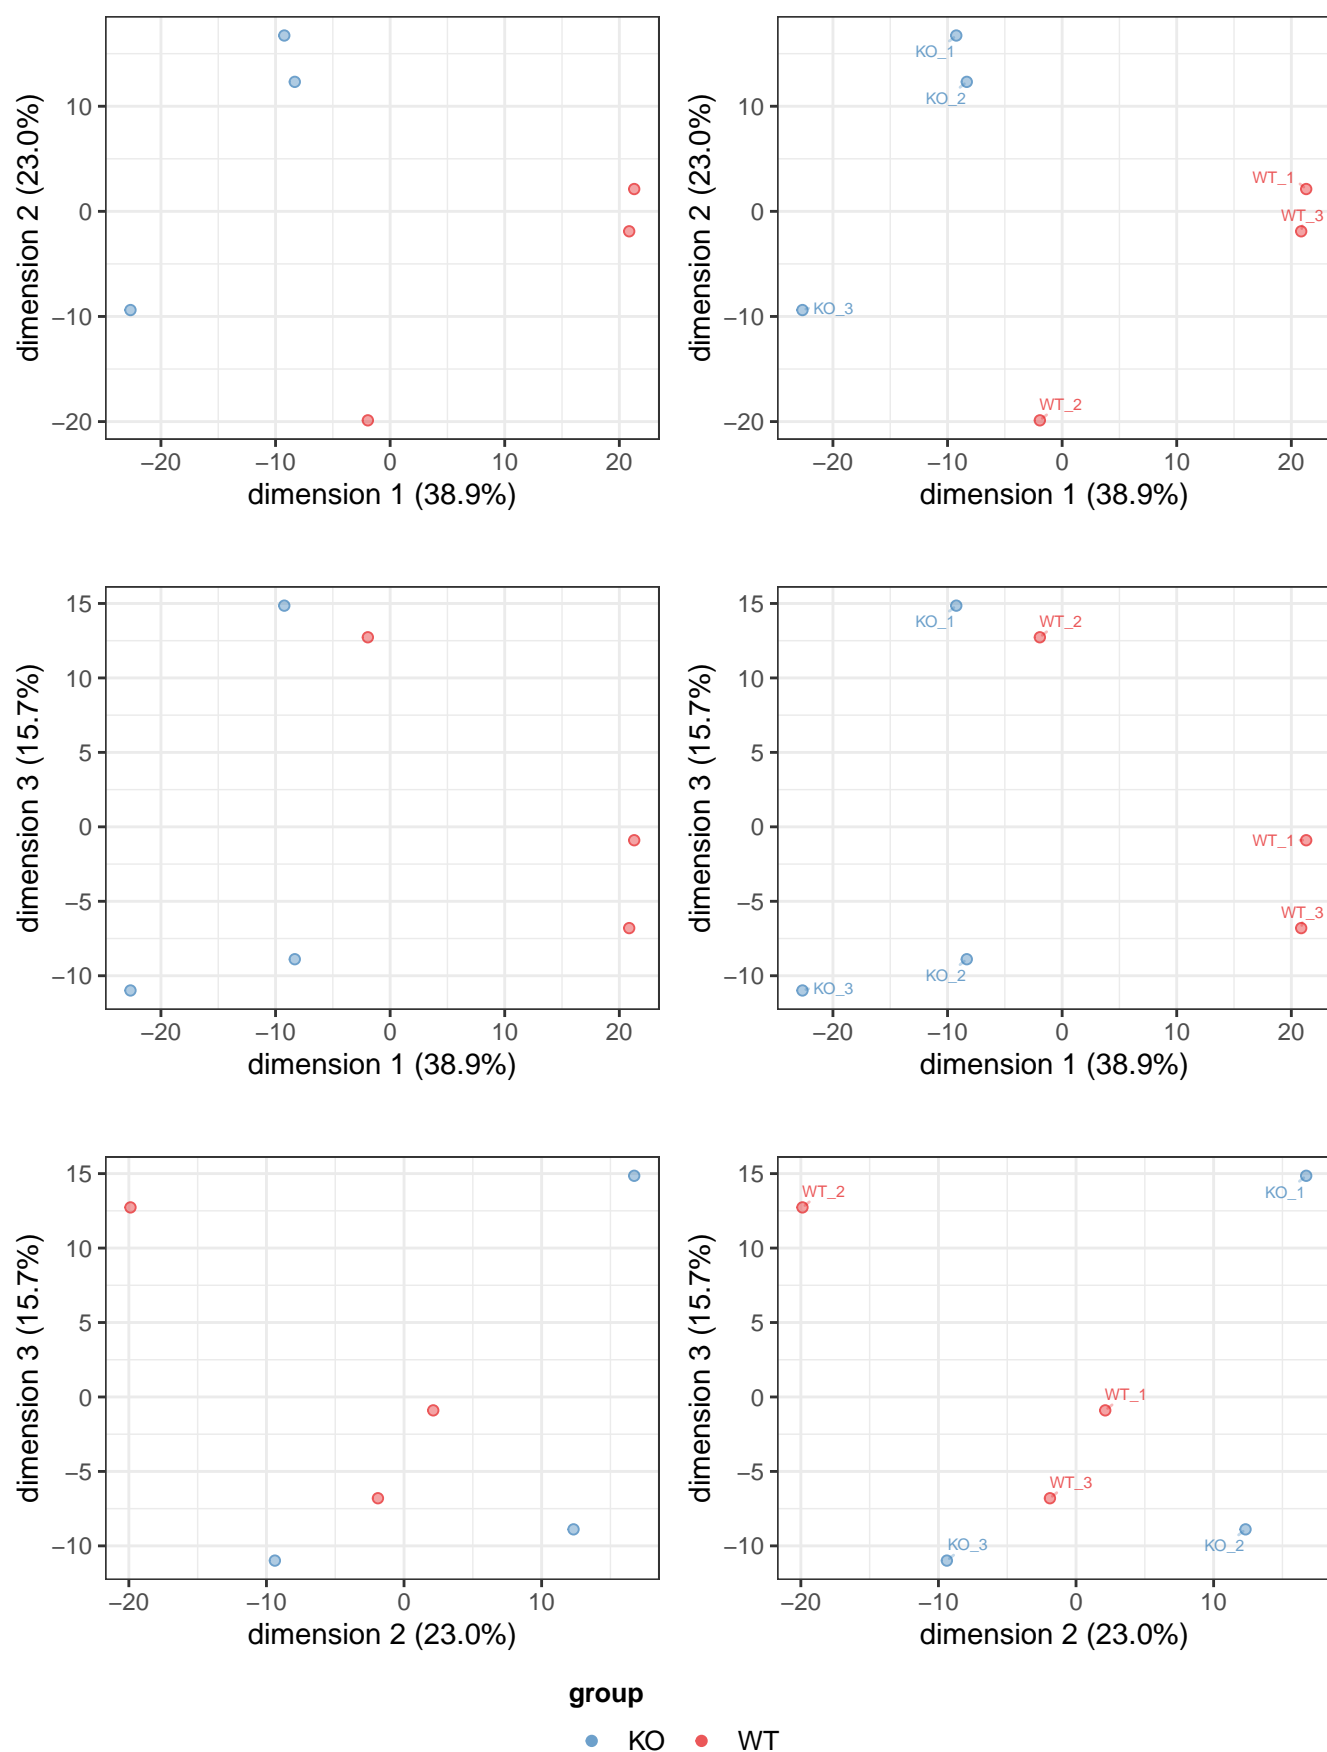 10
0
−10
−20
dimension 2 (23.0%)
−20 −10 0 10 20
dimension 1 (38.9%)
KO_1
KO_2
WT_1
WT_3
KO_3
WT_2
10
0
−10
−20
dimension 2 (23.0%)
−20 −10 0 10 20
dimension 1 (38.9%)
15
10
5
0
−5
−10
dimension 3 (15.7%)
−20 −10 0 10 20
dimension 1 (38.9%)
KO_1
WT_2
WT_1
WT_3
KO_2
KO_3
15
10
5
0
−5
−10
dimension 3 (15.7%)
−20 −10 0 10 20
dimension 1 (38.9%)
15
10
5
0
−5
−10
dimension 3 (15.7%)
−20 −10 0 10
dimension 2 (23.0%)
WT_2
KO_1
WT_1
WT_3
KO_3
KO_2
15
10
5
0
−5
−10
dimension 3 (15.7%)
−20 −10 0 10
dimension 2 (23.0%)
group
KO WT